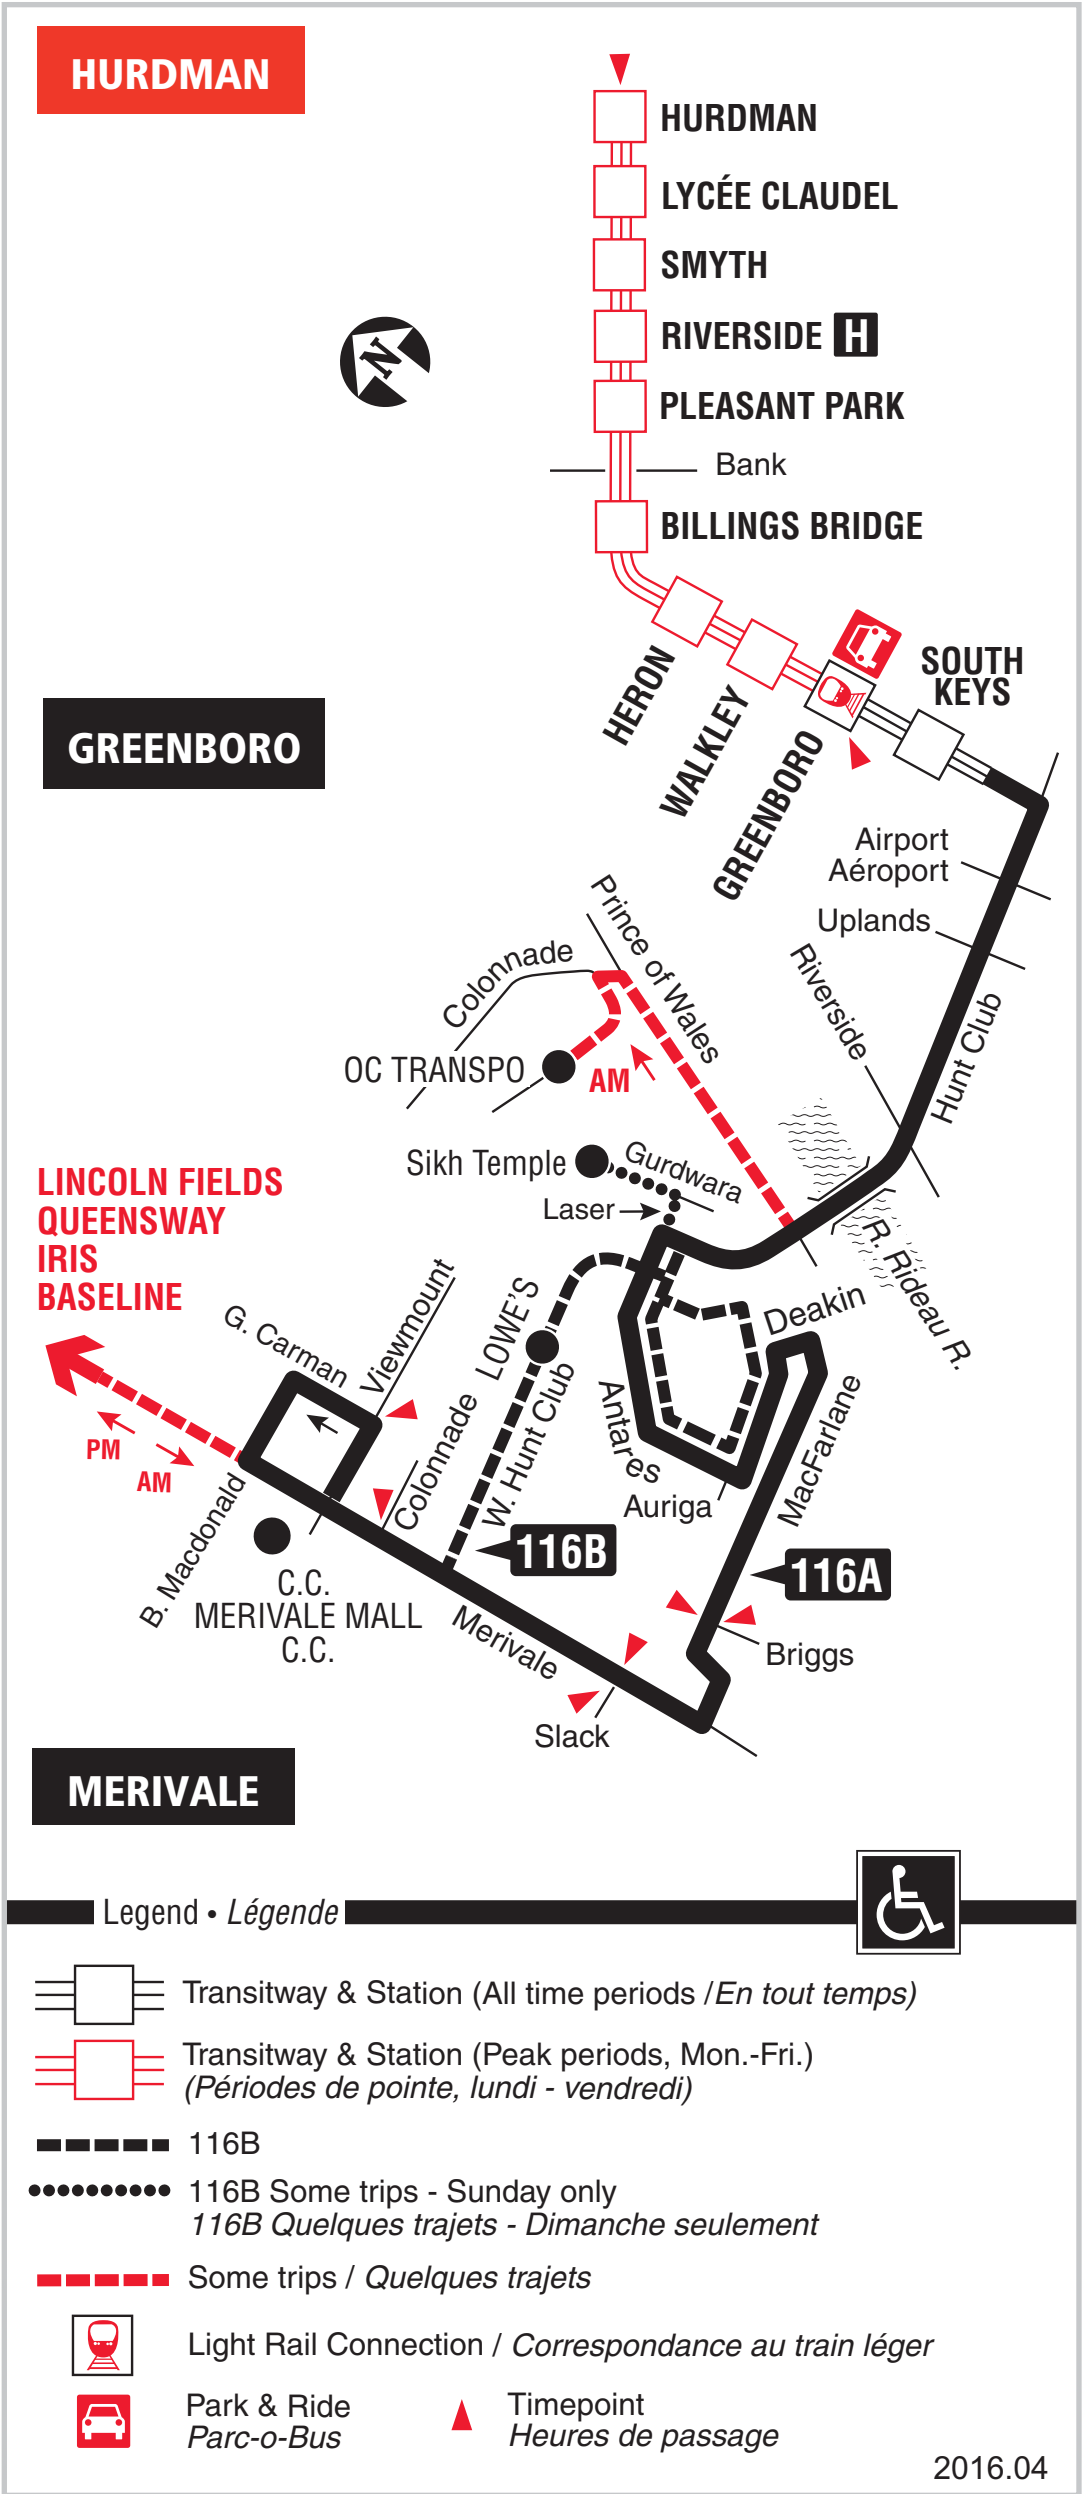 HURDMAN
HURDMAN
LYCÉE CLAUDEL
SMYTH
RIVERSIDE H
N
PLEASANT PARK
Bank
BILLINGS BRIDGE
HERON
WALKLEY
GREENBORO
SOUTH
KEYS
GREENBORO
Airport
Aéroport
Uplands
Riverside
Hunt Club
Prince of Wales
Colonnade
OC TRANSPO
AM
Sikh Temple
Gurdwara
Laser
R. Rideau R.
LINCOLN FIELDS
QUEENSWAY
IRIS
BASELINE
G. Carman
Viewmount
LOWE'S
Deakin
PM
AM
Colonnade
W. Hunt Club
Antares
Auriga
MacFarlane
B. Macdonald
116B
116A
C.C.
MERIVALE MALL
C.C.
Merivale
Briggs
Slack
MERIVALE
Legend • Légende
Transitway & Station (All time periods /En tout temps)
Transitway & Station (Peak periods, Mon.-Fri.)
(Périodes de pointe, lundi - vendredi)
116B
116B Some trips - Sunday only
116B Quelques trajets - Dimanche seulement
Some trips / Quelques trajets
Light Rail Connection / Correspondance au train léger
Park & Ride
Parc-o-Bus
Timepoint
Heures de passage
2016.04